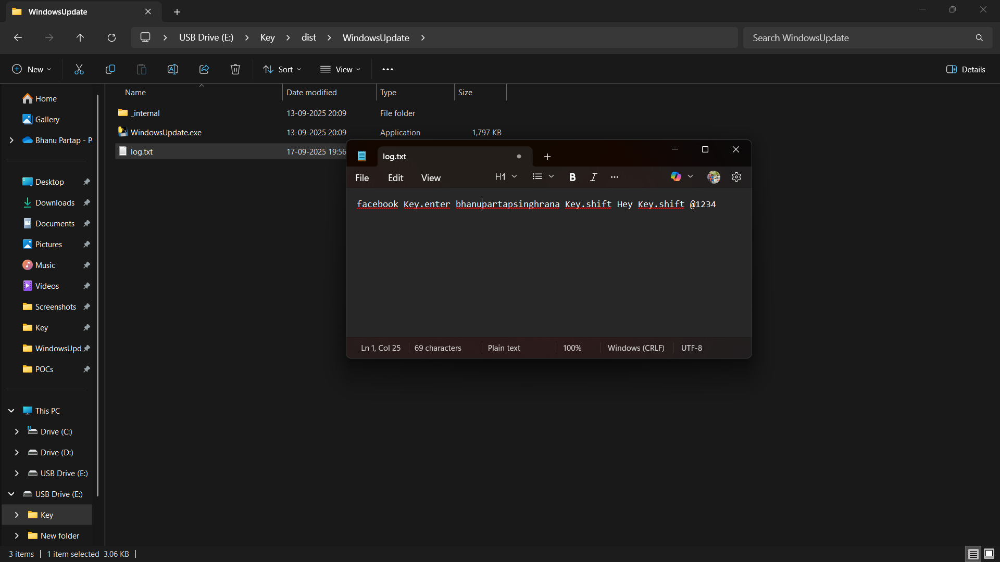 WindowsUpdate
USB Drive (E:) > Key > dist > WindowsUpdate >
Search WindowsUpdate
New
Sort
View
Details
Name Date modified Type Size
_internal 13-09-2025 20:09 File folder
WindowsUpdate.exe 13-09-2025 20:09 Application 1,797 KB
log.txt 17-09-2025 19:56
Home
Gallery
Bhanu Partap - P
Desktop
Downloads
Documents
Pictures
Music
Videos
Screenshots
Key
WindowsUpd
POCs
This PC
Drive (C:)
Drive (D:)
USB Drive (E:)
USB Drive (E:)
Key
New folder
log.txt
File Edit View H1 B I
facebook Key.enter bhanupartapsinghrana Key.shift Hey Key.shift @1234
Ln 1, Col 25 69 characters Plain text 100% Windows (CRLF) UTF-8
3 items 1 item selected 3.06 KB